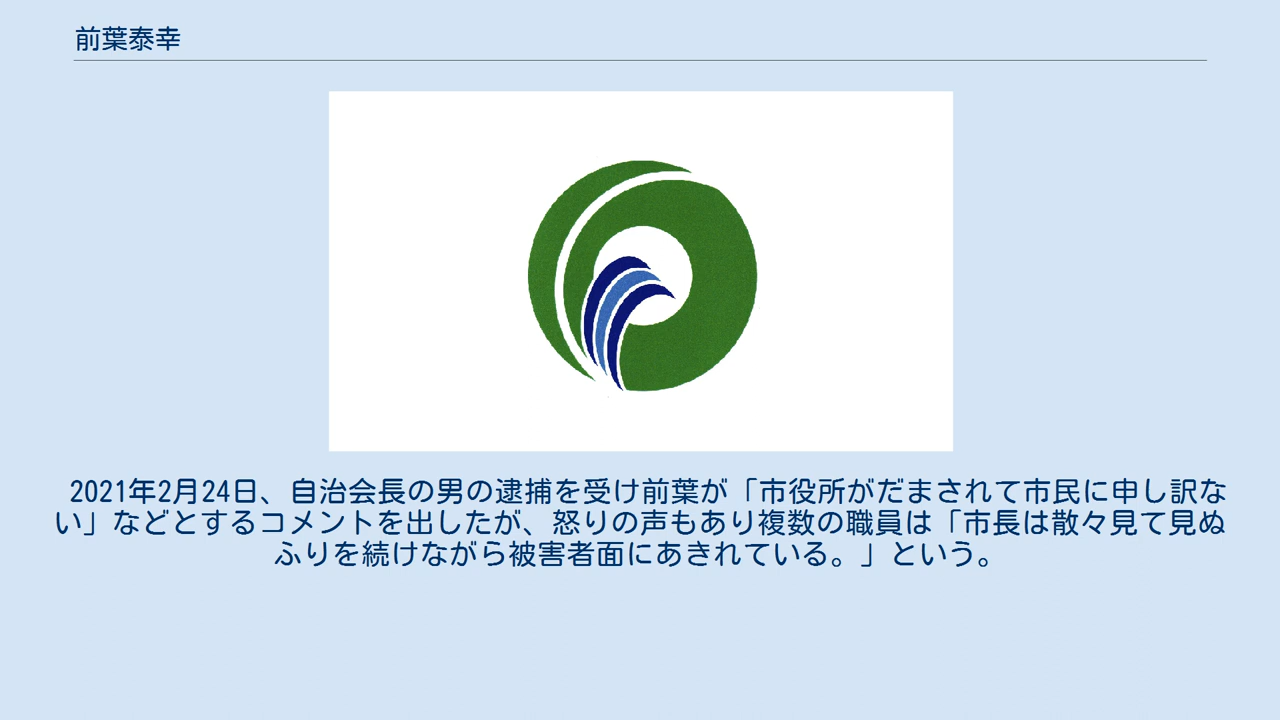 前葉泰幸
2021年2月24日、自治会長の男の逮捕を受け前葉が「市役所がだまされて市民に申し訳な
い」などとするコメントを出したが、怒りの声もあり複数の職員は「市長は散々見て見ぬ
ふりを続けながら被害者面にあきれている。」という。